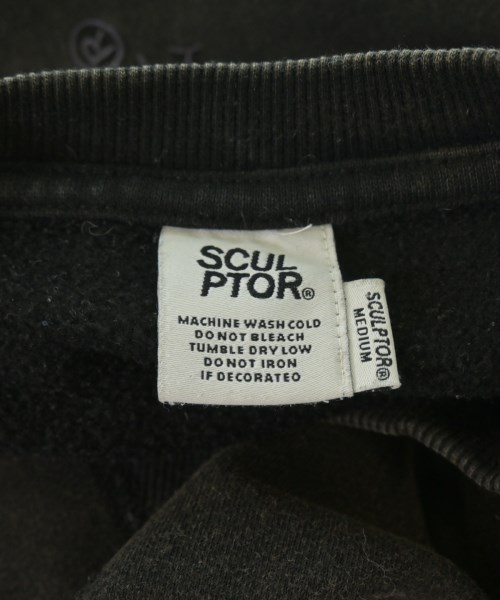 SCUL
PTOR®
MACHINE WASH COLD
DO NOT BLEACH
TUMBLE DRY LOW
DO NOT IRON
IF DECORATED
SCULPTOR®
MEDIUM
®